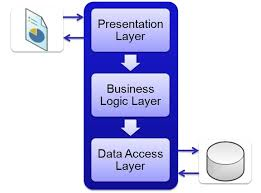 Presentation
Layer
Business
Logic Layer
Data Access
Layer